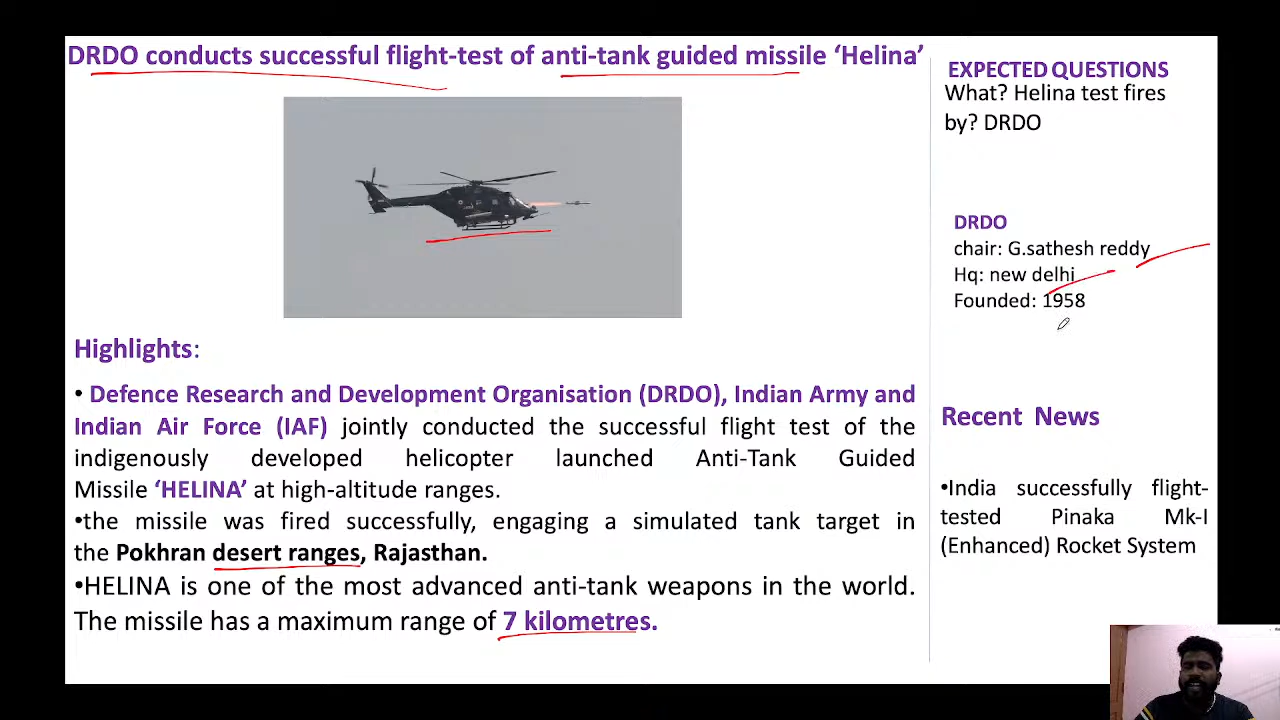 DRDO conducts successful flight-test of anti-tank guided missile ‘Helina’
Highlights:
• Defence Research and Development Organisation (DRDO), Indian Army and
Indian Air Force (IAF) jointly conducted the successful flight test of the
indigenously developed helicopter launched Anti-Tank Guided
Missile ‘HELINA’ at high-altitude ranges.
•the missile was fired successfully, engaging a simulated tank target in
the Pokhran desert ranges, Rajasthan.
•HELINA is one of the most advanced anti-tank weapons in the world.
The missile has a maximum range of 7 kilometres.
EXPECTED QUESTIONS
What? Helina test fires
by? DRDO
DRDO
chair: G.sathesh reddy
Hq: new delhi
Founded: 1958
Recent News
•India successfully flight-
tested Pinaka Mk-I
(Enhanced) Rocket System